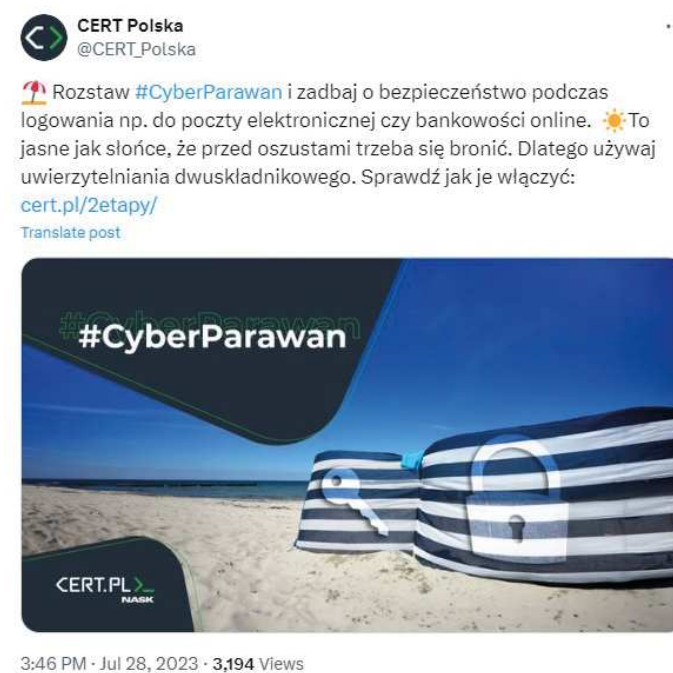 CERT Polska
@CERT_Polska
⛱️ Rozstaw #CyberParawan i zadbaj o bezpieczeństwo podczas
logowania np. do poczty elektronicznej czy bankowości online. ☀️To
jasne jak słońce, że przed oszustami trzeba się bronić. Dlatego używaj
uwierzytelniania dwuskładnikowego. Sprawdź jak je włączyć:
cert.pl/2etapy/
Translate post
#CyberParawan
#CyberParawan
CERT.PL>_
NASK
3:46 PM · Jul 28, 2023 · 3,194 Views